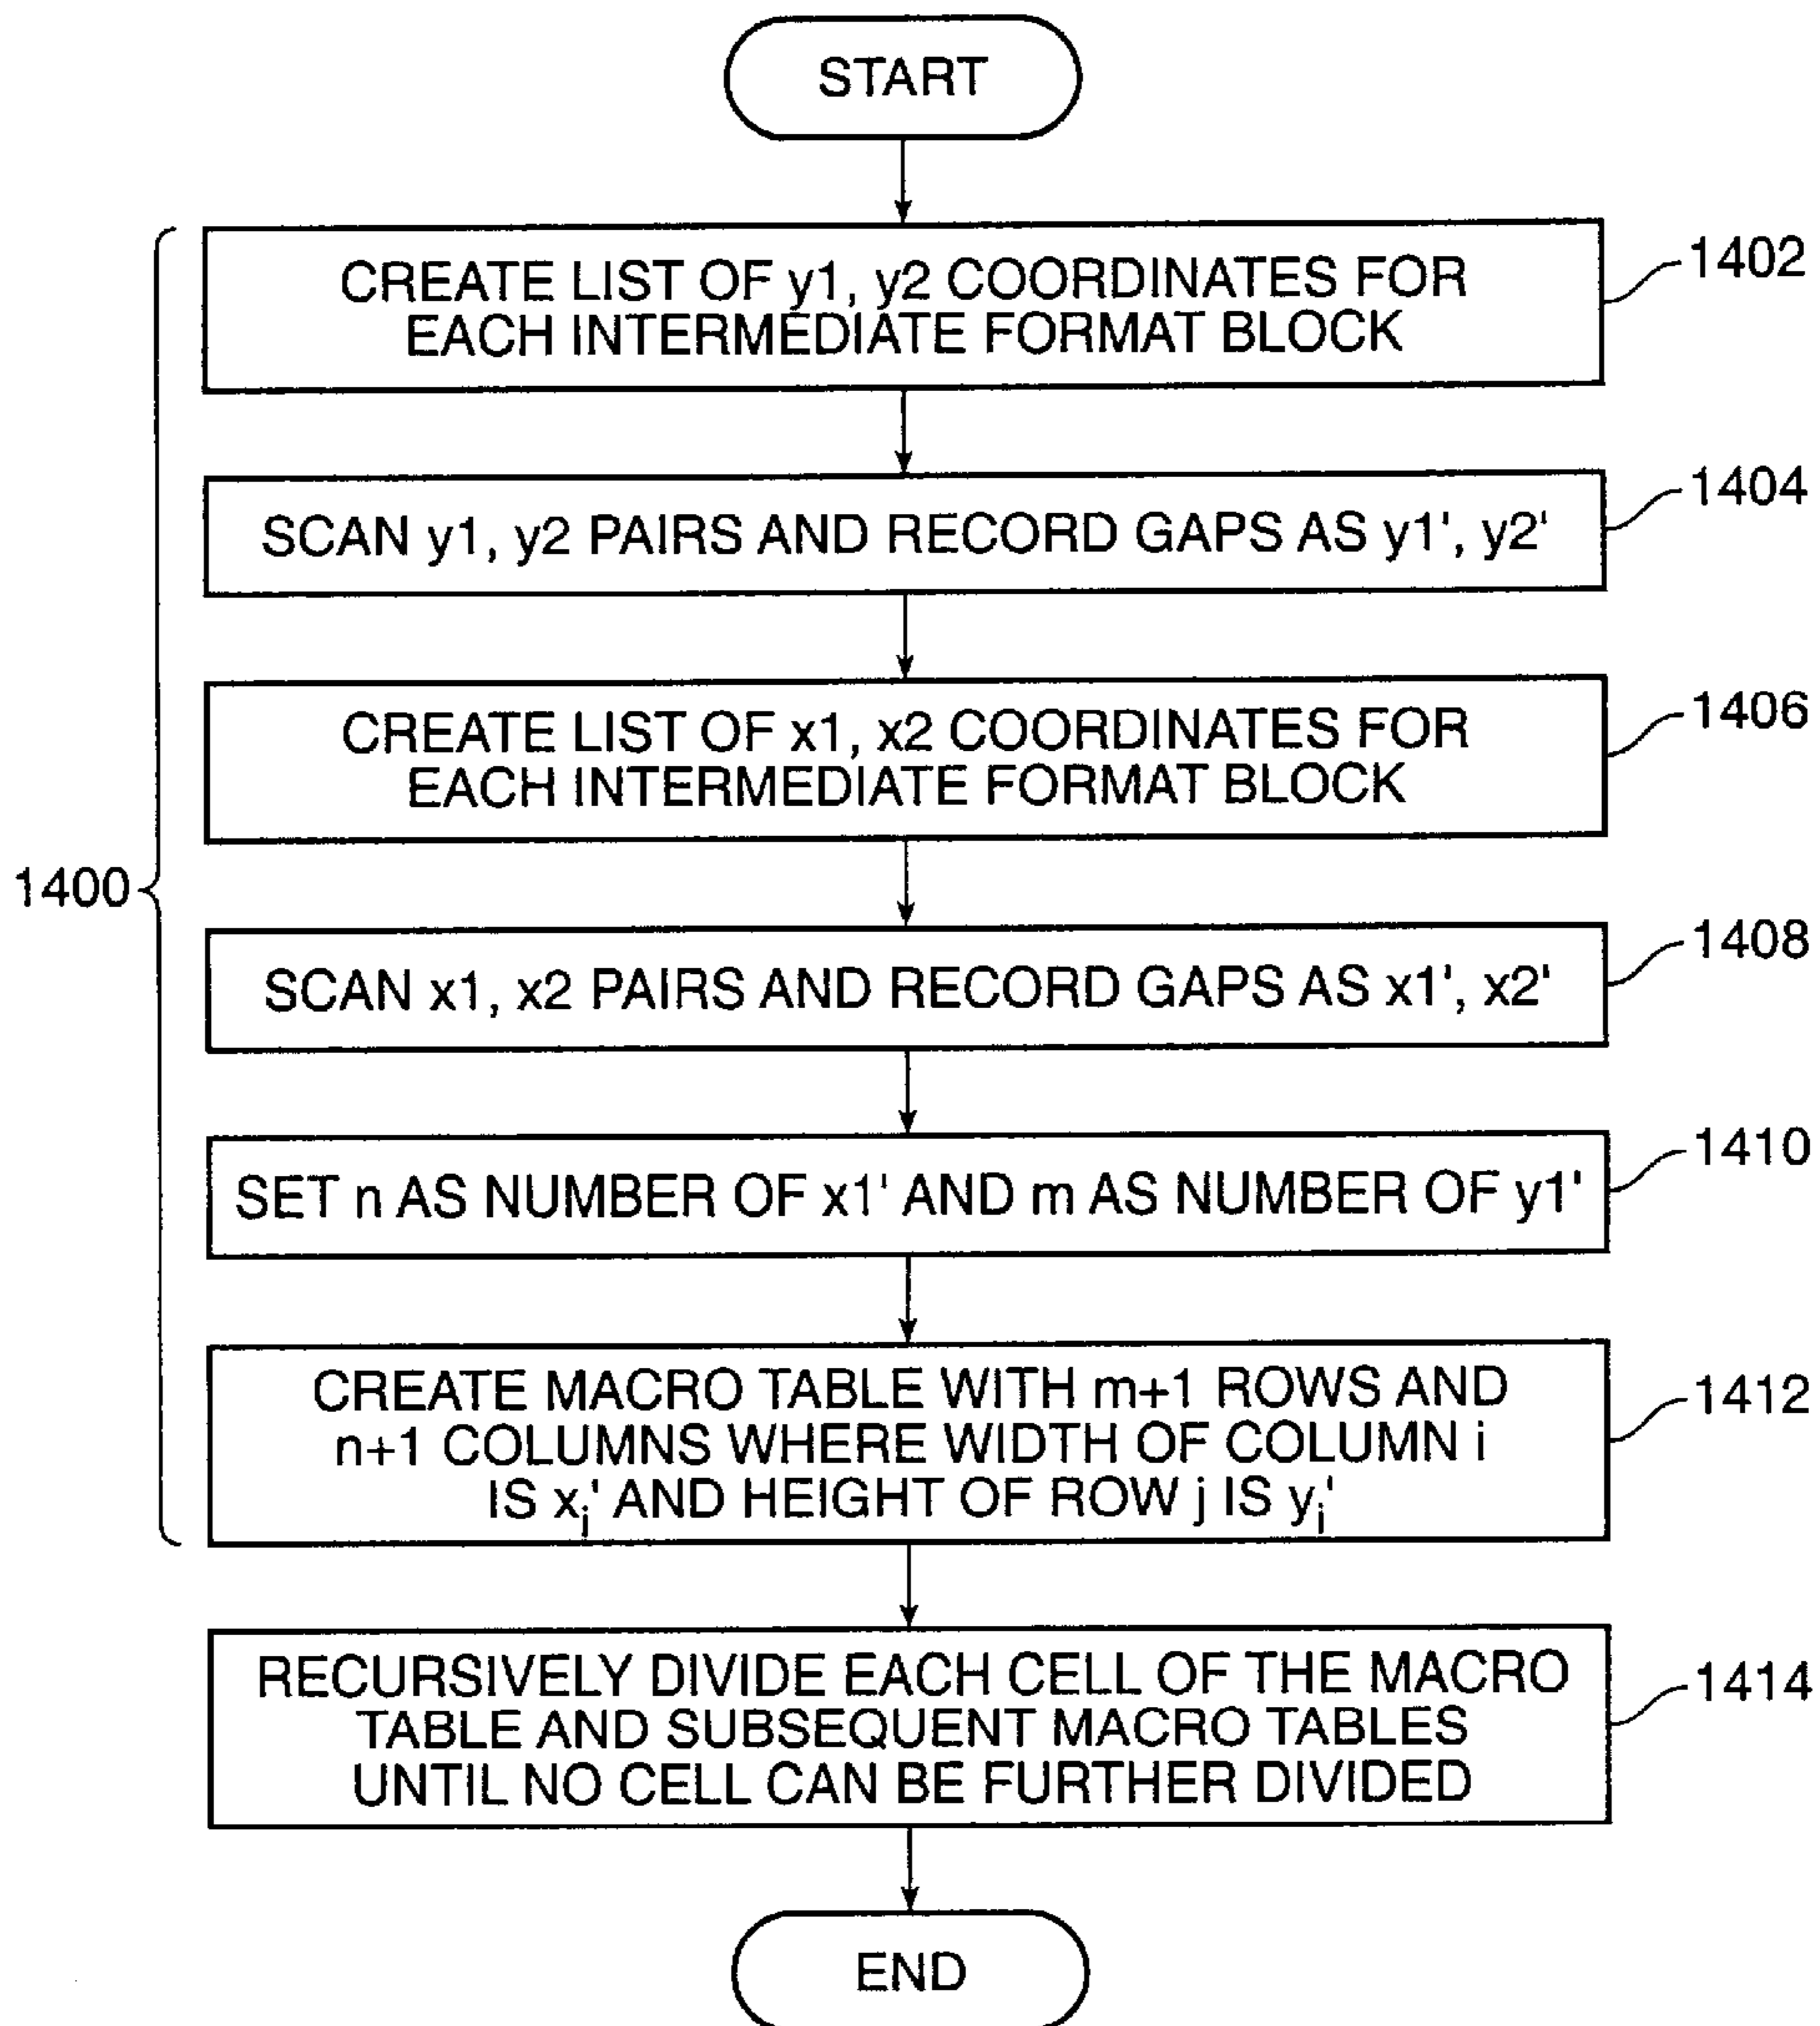 START
CREATE LIST OF y1, y2 COORDINATES FOR
EACH INTERMEDIATE FORMAT BLOCK
1402
SCAN y1, y2 PAIRS AND RECORD GAPS AS y1', y2'
1404
CREATE LIST OF x1, x2 COORDINATES FOR
EACH INTERMEDIATE FORMAT BLOCK
1406
1400
SCAN x1, x2 PAIRS AND RECORD GAPS AS x1', x2'
1408
SET n AS NUMBER OF x1' AND m AS NUMBER OF y1'
1410
CREATE MACRO TABLE WITH m+1 ROWS AND
n+1 COLUMNS WHERE WIDTH OF COLUMN i
IS xj' AND HEIGHT OF ROW j IS yi'
1412
RECURSIVELY DIVIDE EACH CELL OF THE MACRO
TABLE AND SUBSEQUENT MACRO TABLES
UNTIL NO CELL CAN BE FURTHER DIVIDED
1414
END